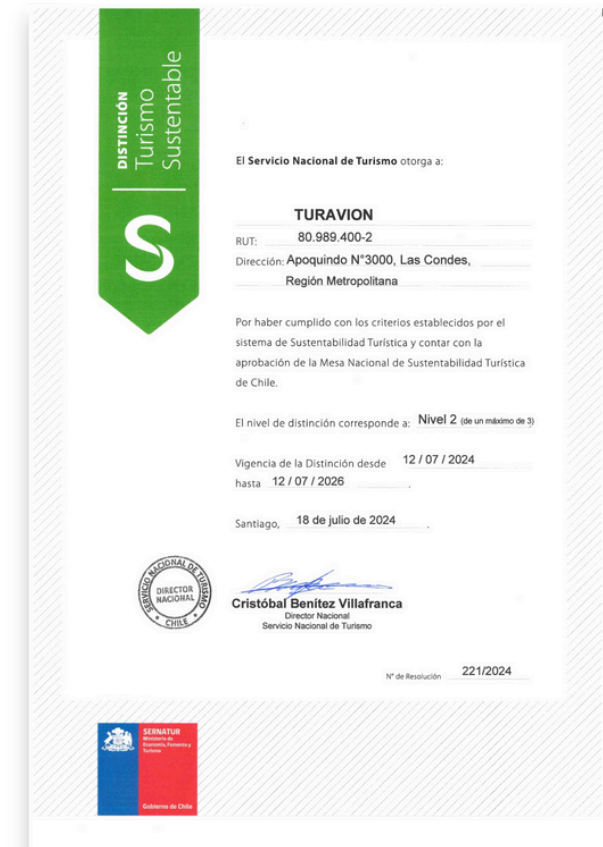 DISTINCIÓN
Turismo
Sustentable
S
El Servicio Nacional de Turismo otorga a:
TURAVION
RUT: 80.989.400-2
Dirección: Apoquindo N°3000, Las Condes,
Región Metropolitana
Por haber cumplido con los criterios establecidos por el
sistema de Sustentabilidad Turística y contar con la
aprobación de la Mesa Nacional de Sustentabilidad Turística
de Chile.
El nivel de distinción corresponde a: Nivel 2 (de un máximo de 3)
Vigencia de la Distinción desde 12 / 07 / 2024
hasta 12 / 07 / 2026 .
Santiago, 18 de julio de 2024 .
SERVICIO NACIONAL DE TURISMO
DIRECTOR
NACIONAL
* CHILE *
Cristóbal Benítez Villafranca
Director Nacional
Servicio Nacional de Turismo
N° de Resolución 221/2024
SERNATUR
Ministerio de
Economía, Fomento y
Turismo
Gobierno de Chile